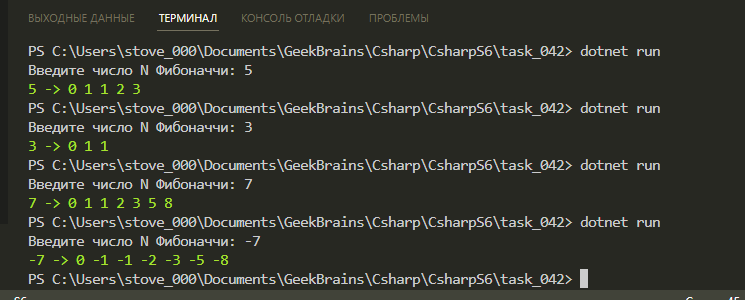 ВЫХОДНЫЕ ДАННЫЕ ТЕРМИНАЛ КОНСОЛЬ ОТЛАДКИ ПРОБЛЕМЫ
PS C:\Users\stove_000\Documents\GeekBrains\Csharp\CsharpS6\task_042> dotnet run
Введите число N Фибоначчи: 5
5 -> 0 1 1 2 3
PS C:\Users\stove_000\Documents\GeekBrains\Csharp\CsharpS6\task_042> dotnet run
Введите число N Фибоначчи: 3
3 -> 0 1 1
PS C:\Users\stove_000\Documents\GeekBrains\Csharp\CsharpS6\task_042> dotnet run
Введите число N Фибоначчи: 7
7 -> 0 1 1 2 3 5 8
PS C:\Users\stove_000\Documents\GeekBrains\Csharp\CsharpS6\task_042> dotnet run
Введите число N Фибоначчи: -7
-7 -> 0 -1 -1 -2 -3 -5 -8
PS C:\Users\stove_000\Documents\GeekBrains\Csharp\CsharpS6\task_042>